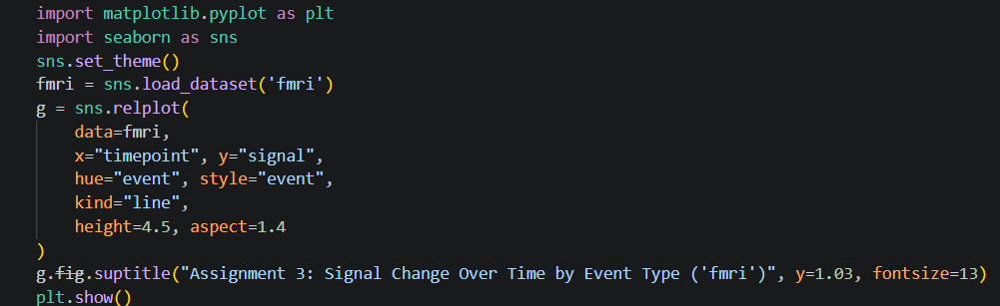 import matplotlib.pyplot as plt
import seaborn as sns
sns.set_theme()
fmri = sns.load_dataset('fmri')
g = sns.relplot(
    data=fmri,
    x="timepoint", y="signal",
    hue="event", style="event",
    kind="line",
    height=4.5, aspect=1.4
)
g.fig.suptitle("Assignment 3: Signal Change Over Time by Event Type ('fmri')", y=1.03, fontsize=13)
plt.show()